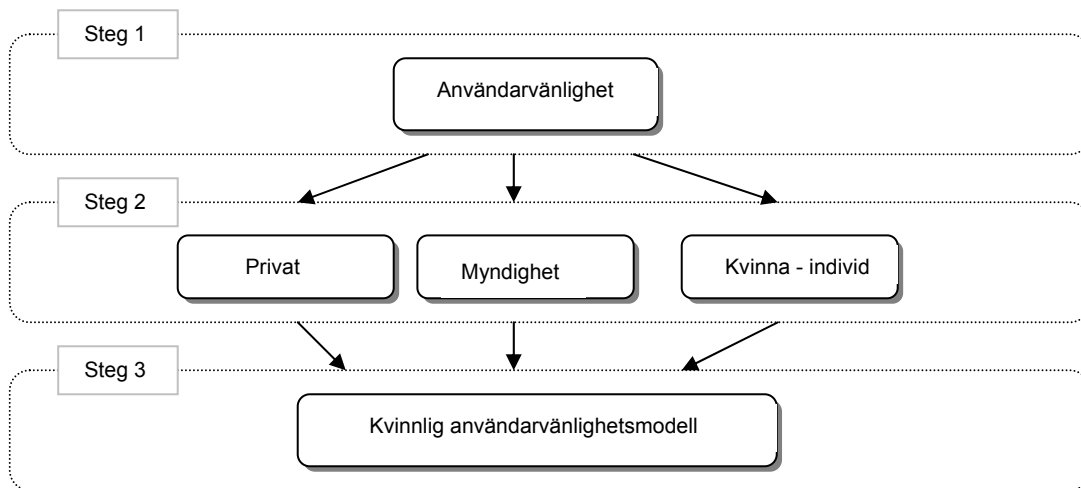 Steg 1
Användarvänlighet
Steg 2
Privat
Myndighet
Kvinna - individ
Steg 3
Kvinnlig användarvänlighetsmodell